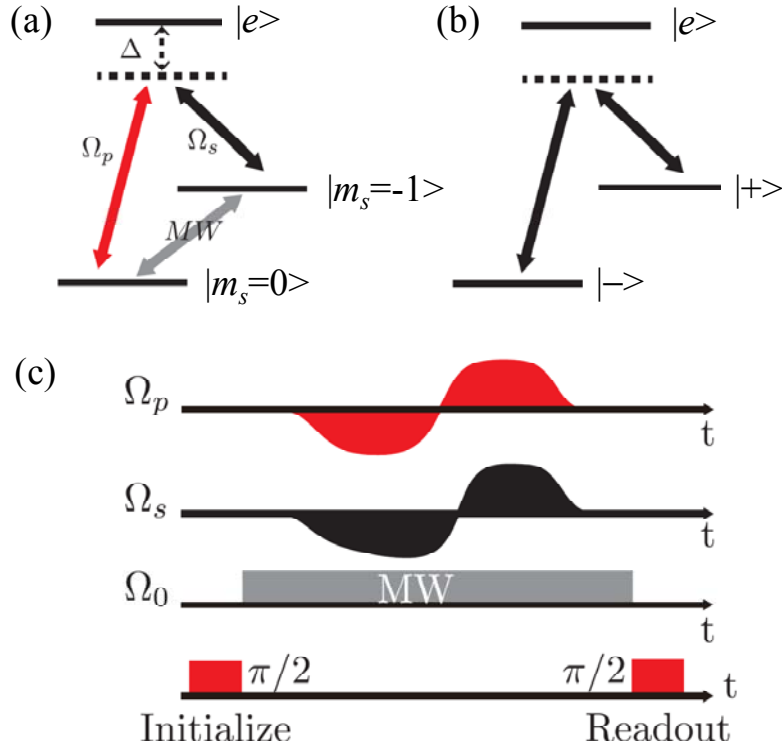 (a)
|e>
Δ
Ω_p
Ω_s
|m_s=-1>
MW
|m_s=0>
(b)
|e>
|+>
|−>
(c)
Ω_p
t
Ω_s
t
Ω_0
MW
t
π/2
π/2
t
Initialize
Readout